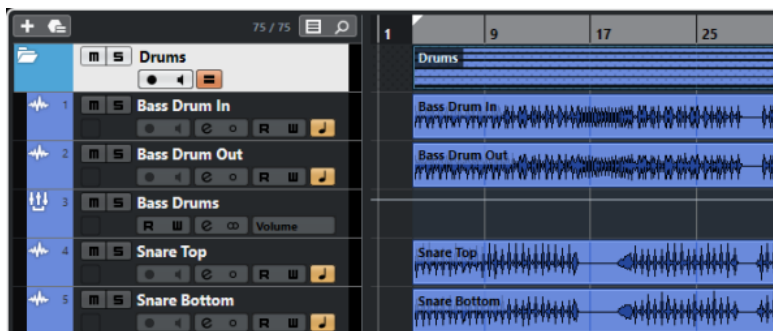 75 / 75
1 9 17 25
m S Drums
Drums
1 m S Bass Drum In
e R W
Bass Drum In
2 m S Bass Drum Out
e R W
Bass Drum Out
3 m S Bass Drums
R W e Volume
4 m S Snare Top
e R W
Snare Top
5 m S Snare Bottom
e R W
Snare Bottom